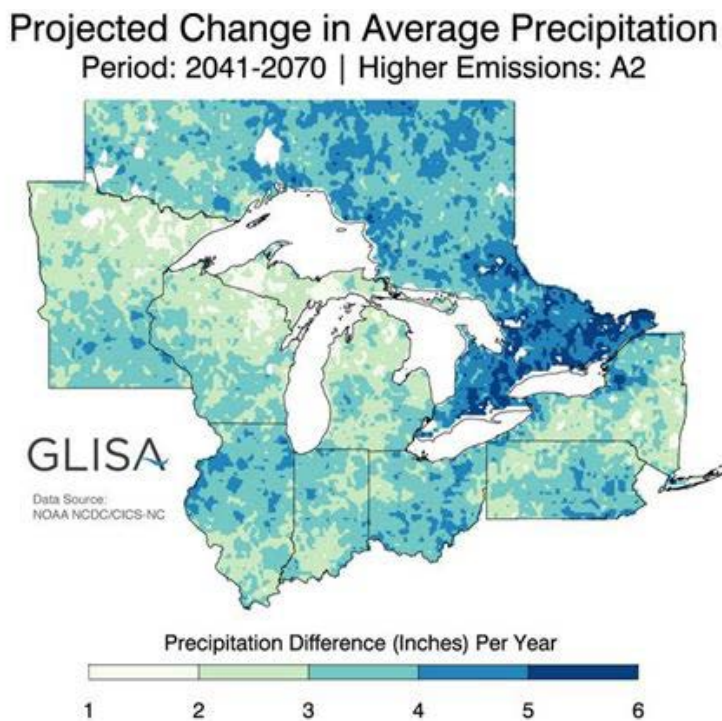 Projected Change in Average Precipitation
Period: 2041-2070 | Higher Emissions: A2
GLISA
Data Source:
NOAA NCDC/CICS-NC
Precipitation Difference (Inches) Per Year
1 2 3 4 5 6